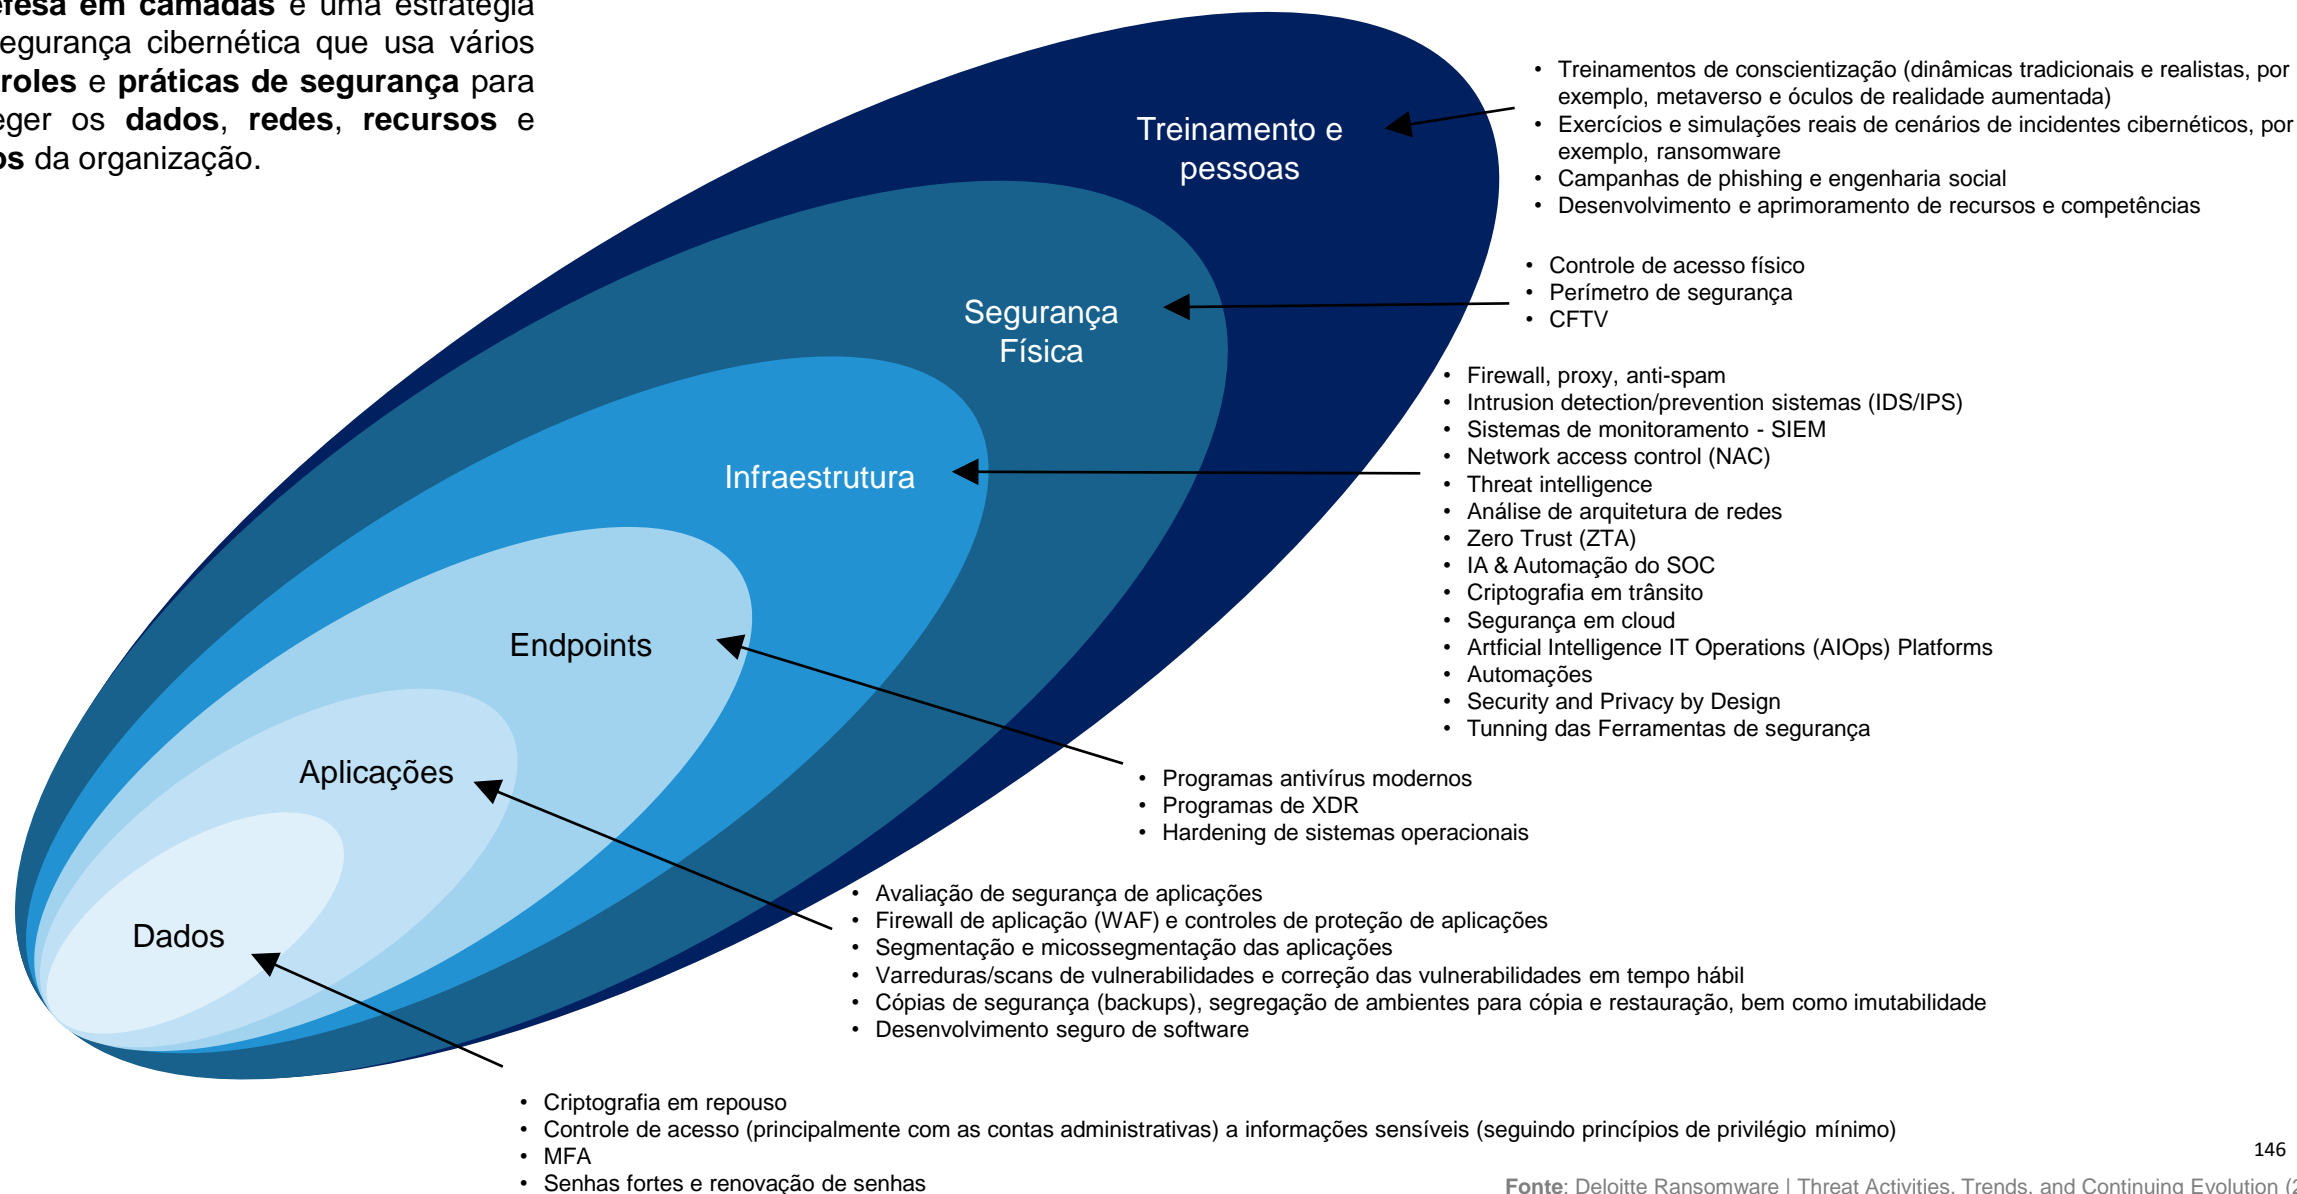 efesa em camadas é uma estratégia
segurança cibernética que usa vários
troles e práticas de segurança para
eger os dados, redes, recursos e
os da organização.
Treinamento e
pessoas
• Treinamentos de conscientização (dinâmicas tradicionais e realistas, por
exemplo, metaverso e óculos de realidade aumentada)
• Exercícios e simulações reais de cenários de incidentes cibernéticos, por
exemplo, ransomware
• Campanhas de phishing e engenharia social
• Desenvolvimento e aprimoramento de recursos e competências
Segurança
Física
• Controle de acesso físico
• Perímetro de segurança
• CFTV
Infraestrutura
• Firewall, proxy, anti-spam
• Intrusion detection/prevention sistemas (IDS/IPS)
• Sistemas de monitoramento - SIEM
• Network access control (NAC)
• Threat intelligence
• Análise de arquitetura de redes
• Zero Trust (ZTA)
• IA & Automação do SOC
• Criptografia em trânsito
• Segurança em cloud
• Artficial Intelligence IT Operations (AIOps) Platforms
• Automações
• Security and Privacy by Design
• Tunning das Ferramentas de segurança
Endpoints
• Programas antivírus modernos
• Programas de XDR
• Hardening de sistemas operacionais
Aplicações
• Avaliação de segurança de aplicações
• Firewall de aplicação (WAF) e controles de proteção de aplicações
• Segmentação e micossegmentação das aplicações
• Varreduras/scans de vulnerabilidades e correção das vulnerabilidades em tempo hábil
• Cópias de segurança (backups), segregação de ambientes para cópia e restauração, bem como imutabilidade
• Desenvolvimento seguro de software
Dados
• Criptografia em repouso
• Controle de acesso (principalmente com as contas administrativas) a informações sensíveis (seguindo princípios de privilégio mínimo)
• MFA
• Senhas fortes e renovação de senhas
146
Fonte: Deloitte Ransomware | Threat Activities, Trends, and Continuing Evolution (2